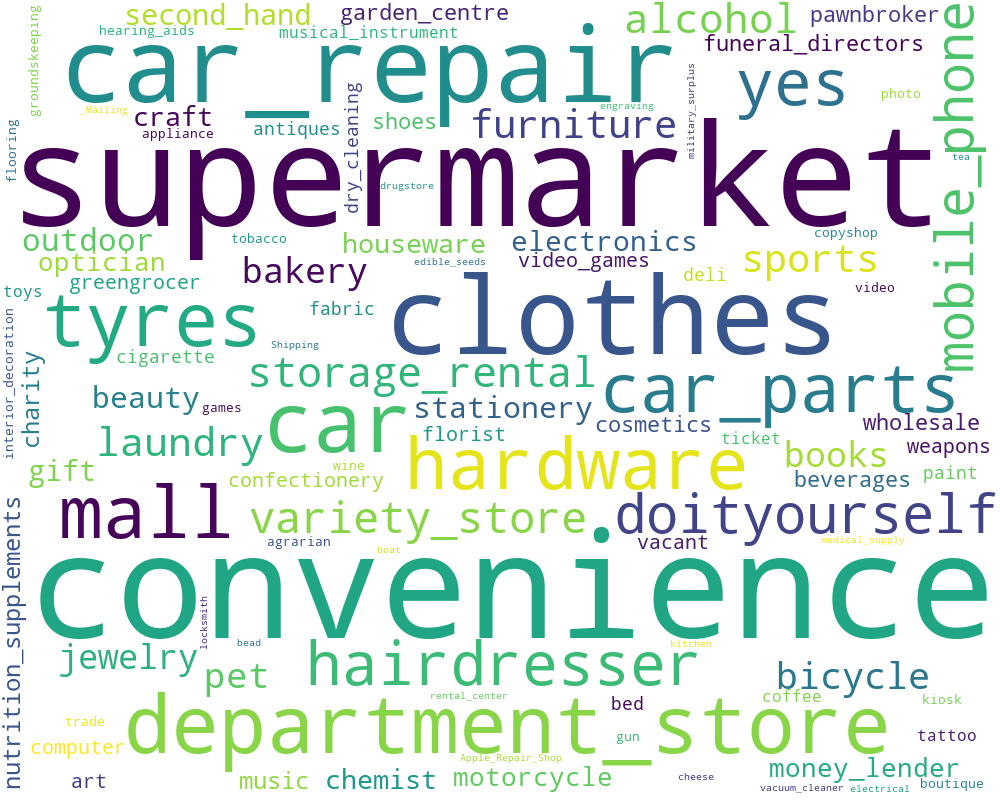 second_hand
garden_centre
alcohol
pawnbroker
hearing_aids
musical_instrument
funeral_directors
groundskeeping
car_repair
yes
mobile_phone
photo
_Mailing
engraving
military_surplus
craft
appliance
antiques
dry_cleaning
shoes
furniture
flooring
supermarket
tea
drugstore
outdoor
tobacco
houseware
electronics
copyshop
optician
bakery
edible_seeds
video_games
sports
deli
greengrocer
toys
video
fabric
clothes
tyres
interior_decoration
Shipping
cigarette
charity
storage_rental
car_parts
beauty
games
car
stationery
cosmetics
wholesale
laundry
florist
ticket
books
weapons
gift
wine
confectionery
hardware
beverages
paint
mall
variety_store
doityourself
nutrition_supplements
agrarian
boat
vacant
medical_supply
convenience
locksmith
bead
kitchen
jewelry
pet
hairdresser
bicycle
rental_center
bed
coffee
kiosk
trade
department_store
gun
tattoo
computer
Apple_Repair_Shop
art
music
chemist
motorcycle
cheese
money_lender
vacuum_cleaner
electrical
boutique